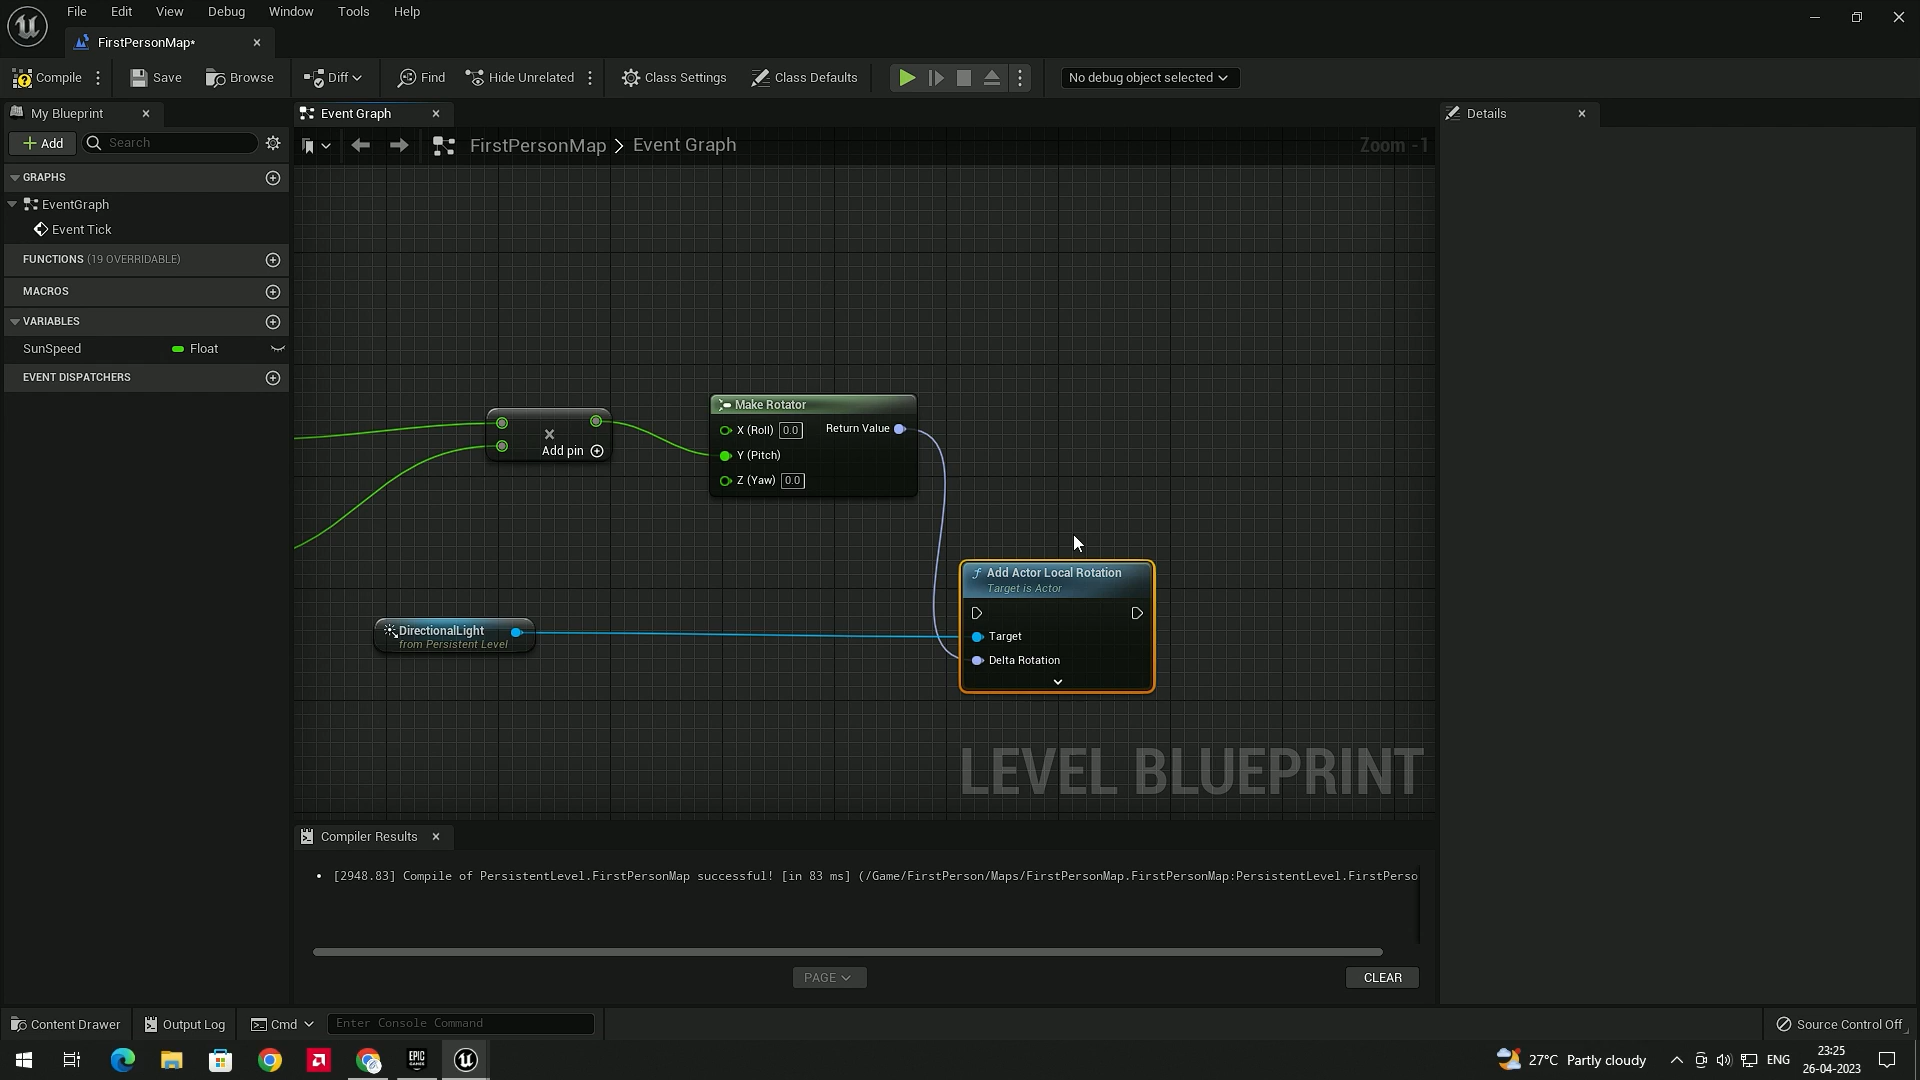 File Edit View Debug Window Tools Help
FirstPersonMap*
Compile Save Browse Diff Find Hide Unrelated Class Settings Class Defaults No debug object selected
My Blueprint
Event Graph
Details
Add Search
FirstPersonMap > Event Graph
Zoom -1
GRAPHS
EventGraph
Event Tick
FUNCTIONS (19 OVERRIDABLE)
MACROS
VARIABLES
SunSpeed Float
EVENT DISPATCHERS
Add pin
Make Rotator
X (Roll) 0.0 Return Value
Y (Pitch)
Z (Yaw) 0.0
Add Actor Local Rotation
Target is Actor
Target
Delta Rotation
DirectionalLight
from Persistent Level
LEVEL BLUEPRINT
Compiler Results
[2948.83] Compile of PersistentLevel.FirstPersonMap successful! [in 83 ms] (/Game/FirstPerson/Maps/FirstPersonMap.FirstPersonMap:PersistentLevel.FirstPerso
PAGE
CLEAR
Content Drawer Output Log Cmd Enter Console Command Source Control Off
EPIC GAMES
27°C Partly cloudy ENG
23:25
26-04-2023